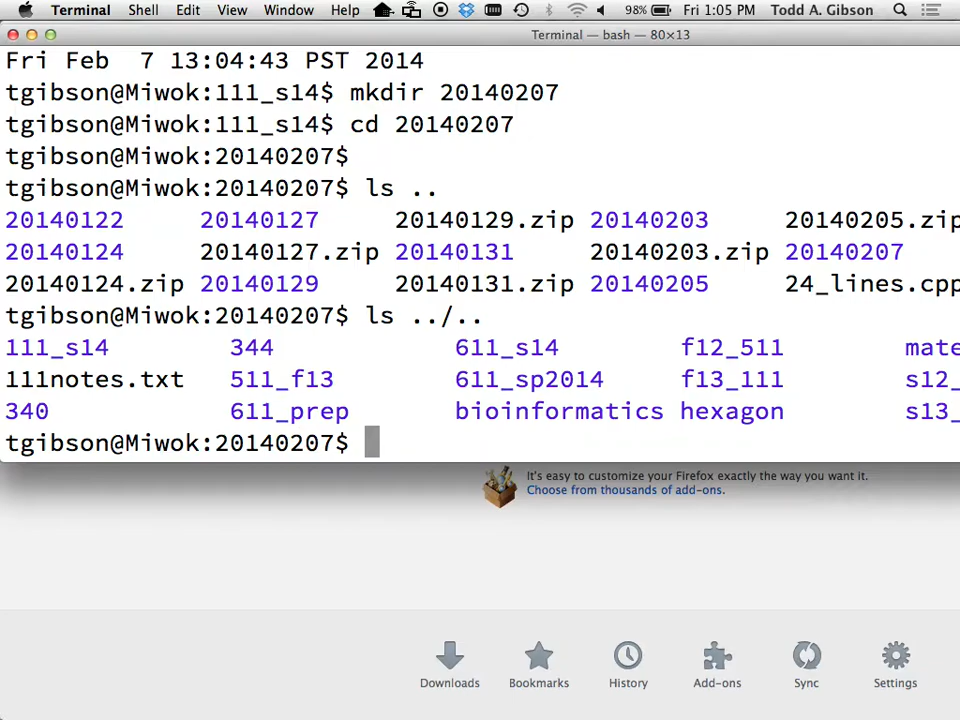 Terminal Shell Edit View Window Help 98% Fri 1:05 PM Todd A. Gibson
Terminal — bash — 80×13
Fri Feb  7 13:04:43 PST 2014
tgibson@Miwok:111_s14$ mkdir 20140207
tgibson@Miwok:111_s14$ cd 20140207
tgibson@Miwok:20140207$
tgibson@Miwok:20140207$ ls ..
20140122 20140127 20140129.zip 20140203 20140205.zip
20140124 20140127.zip 20140131 20140203.zip 20140207
20140124.zip 20140129 20140131.zip 20140205 24_lines.cpp
tgibson@Miwok:20140207$ ls ../..
111_s14 344 611_s14 f12_511 mate
111notes.txt 511_f13 611_sp2014 f13_111 s12_
340 611_prep bioinformatics hexagon s13_
tgibson@Miwok:20140207$
It's easy to customize your Firefox exactly the way you want it.
Choose from thousands of add-ons.
Downloads Bookmarks History Add-ons Sync Settings